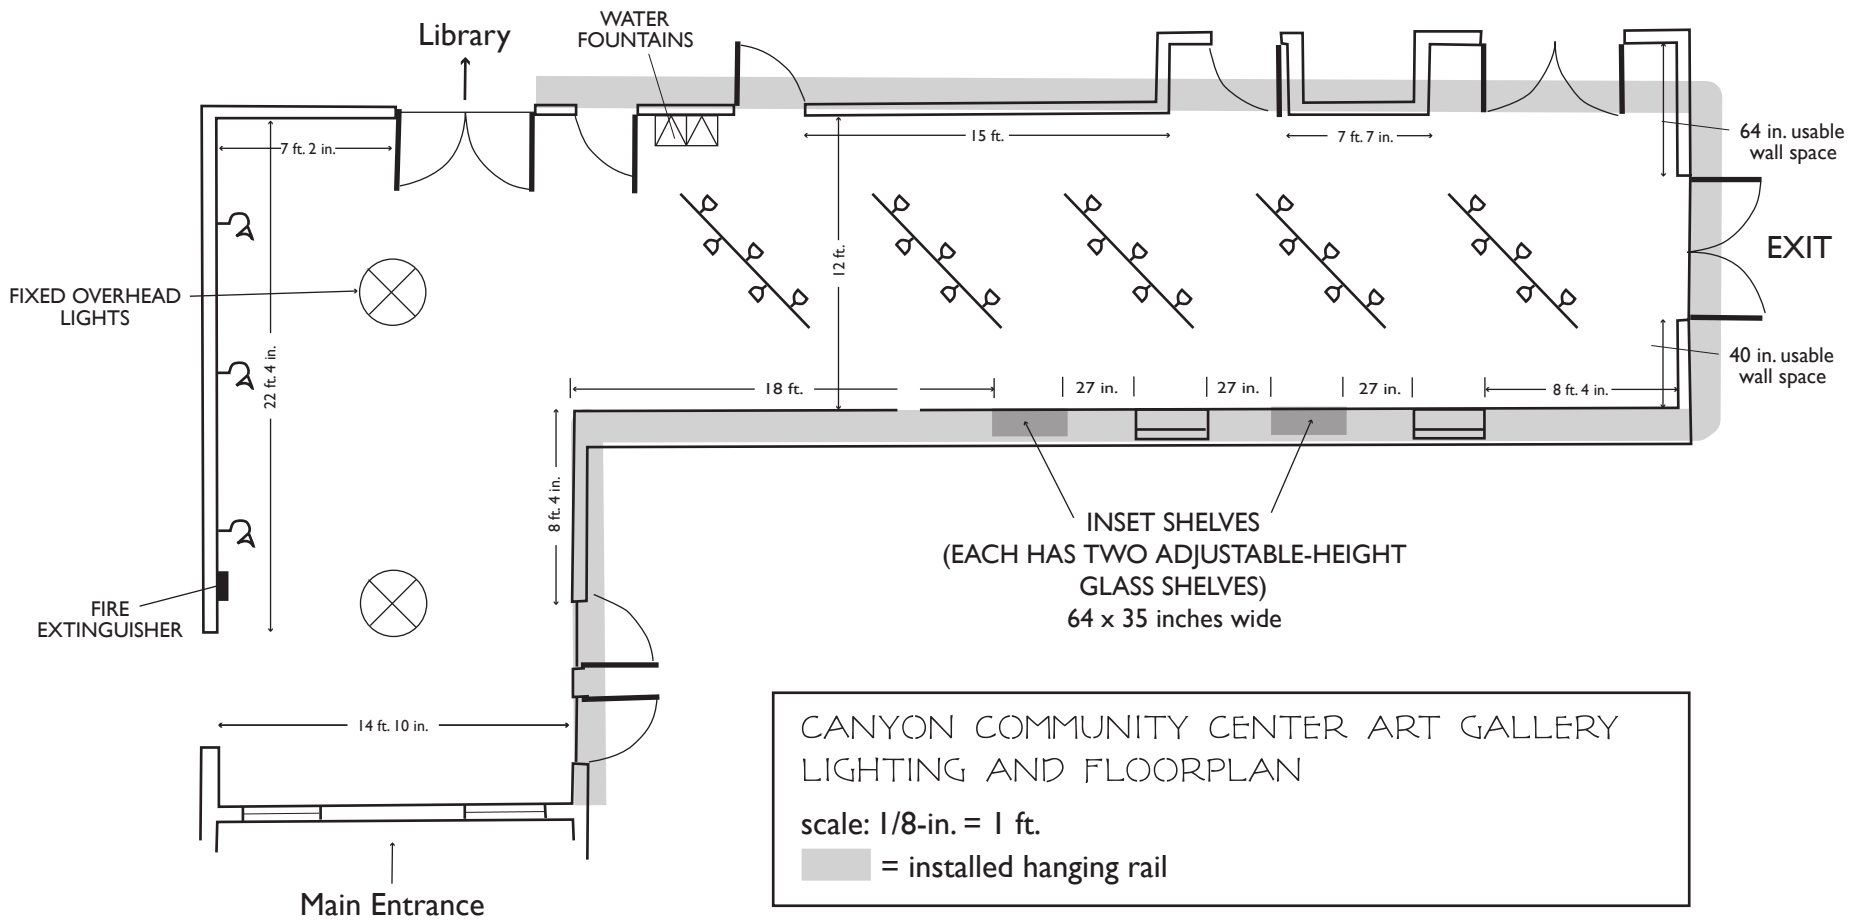 Library
WATER
FOUNTAINS
7 ft. 2 in.
15 ft.
7 ft. 7 in.
64 in. usable
wall space
12 ft.
EXIT
FIXED OVERHEAD
LIGHTS
22 ft. 4 in.
40 in. usable
wall space
18 ft.
27 in.
27 in.
27 in.
8 ft. 4 in.
8 ft. 4 in.
INSET SHELVES
(EACH HAS TWO ADJUSTABLE-HEIGHT
GLASS SHELVES)
64 x 35 inches wide
FIRE
EXTINGUISHER
14 ft. 10 in.
Main Entrance
CANYON COMMUNITY CENTER ART GALLERY
LIGHTING AND FLOORPLAN
scale: 1/8-in. = 1 ft.
= installed hanging rail